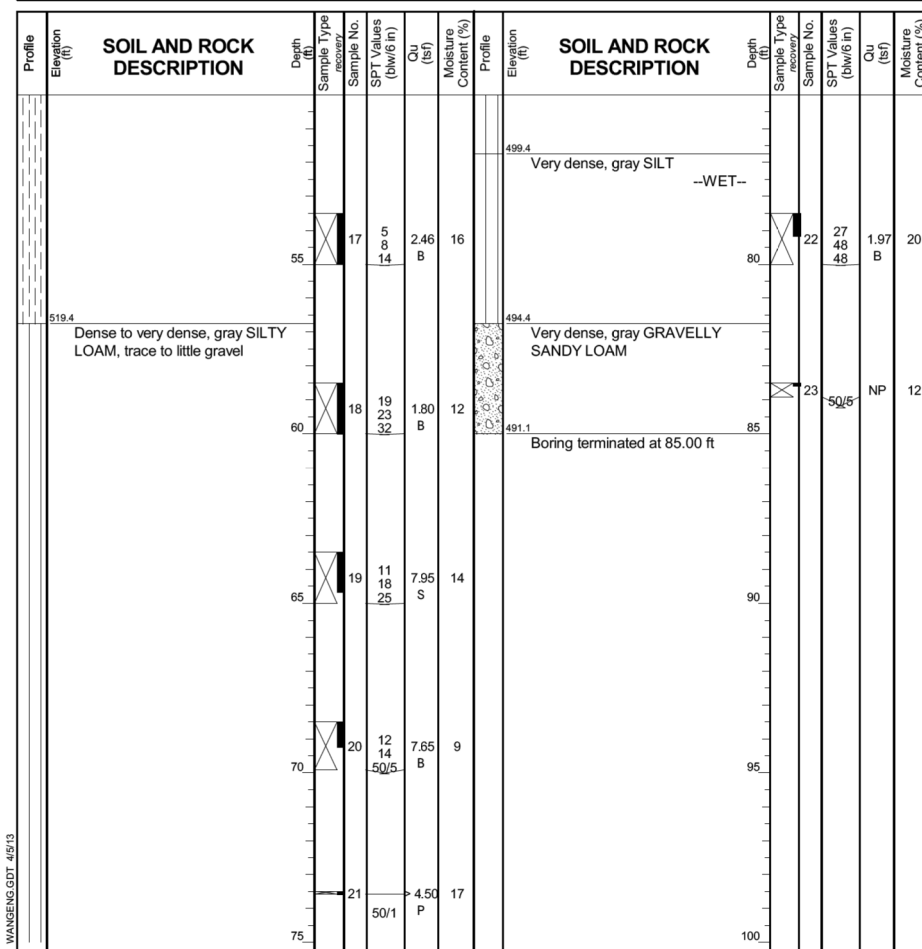 Profile
Elevation
(ft)
SOIL AND ROCK
DESCRIPTION
Depth
(ft)
Sample Type
recovery
Sample No.
SPT Values
(blw/6 in)
Qu
(tsf)
Moisture
Content (%)
55
17
5
8
14
2.46
B
16
519.4
Dense to very dense, gray SILTY
LOAM, trace to little gravel
60
18
19
23
32
1.80
B
12
65
19
11
18
25
7.95
S
14
70
20
12
14
50/5
7.65
B
9
75
21
50/1
> 4.50
P
17
Profile
Elevation
(ft)
SOIL AND ROCK
DESCRIPTION
Depth
(ft)
Sample Type
recovery
Sample No.
SPT Values
(blw/6 in)
Qu
(tsf)
Moisture
Content (%)
499.4
Very dense, gray SILT
--WET--
80
22
27
48
48
1.97
B
20
494.4
Very dense, gray GRAVELLY
SANDY LOAM
23
50/5
NP
12
491.1
85
Boring terminated at 85.00 ft
90
95
100
WANGENG.GDT 4/5/13